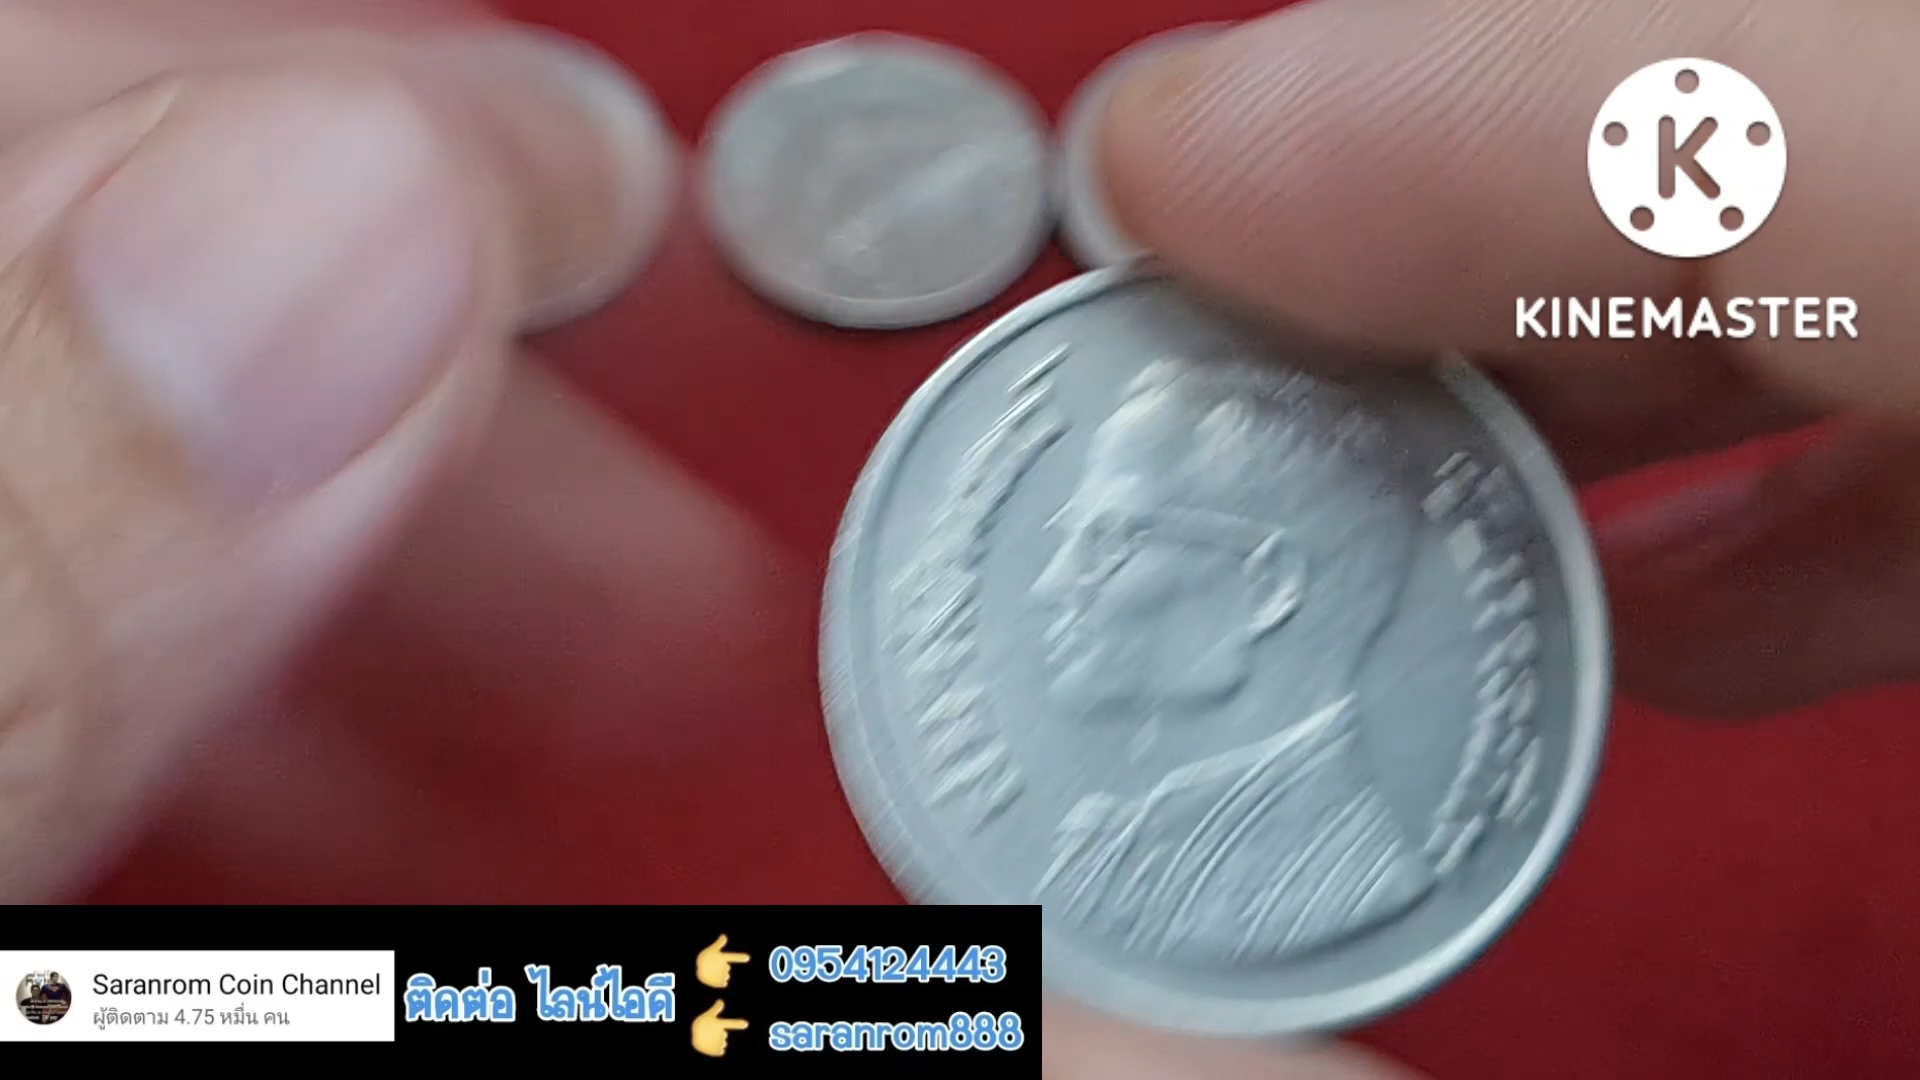 KINEMASTER
Saranrom Coin Channel
ผู้ติดตาม 4.75 หมื่น คน
ติดต่อ ไลน์ไอดี
👉 0954124443
👉 saranrom888